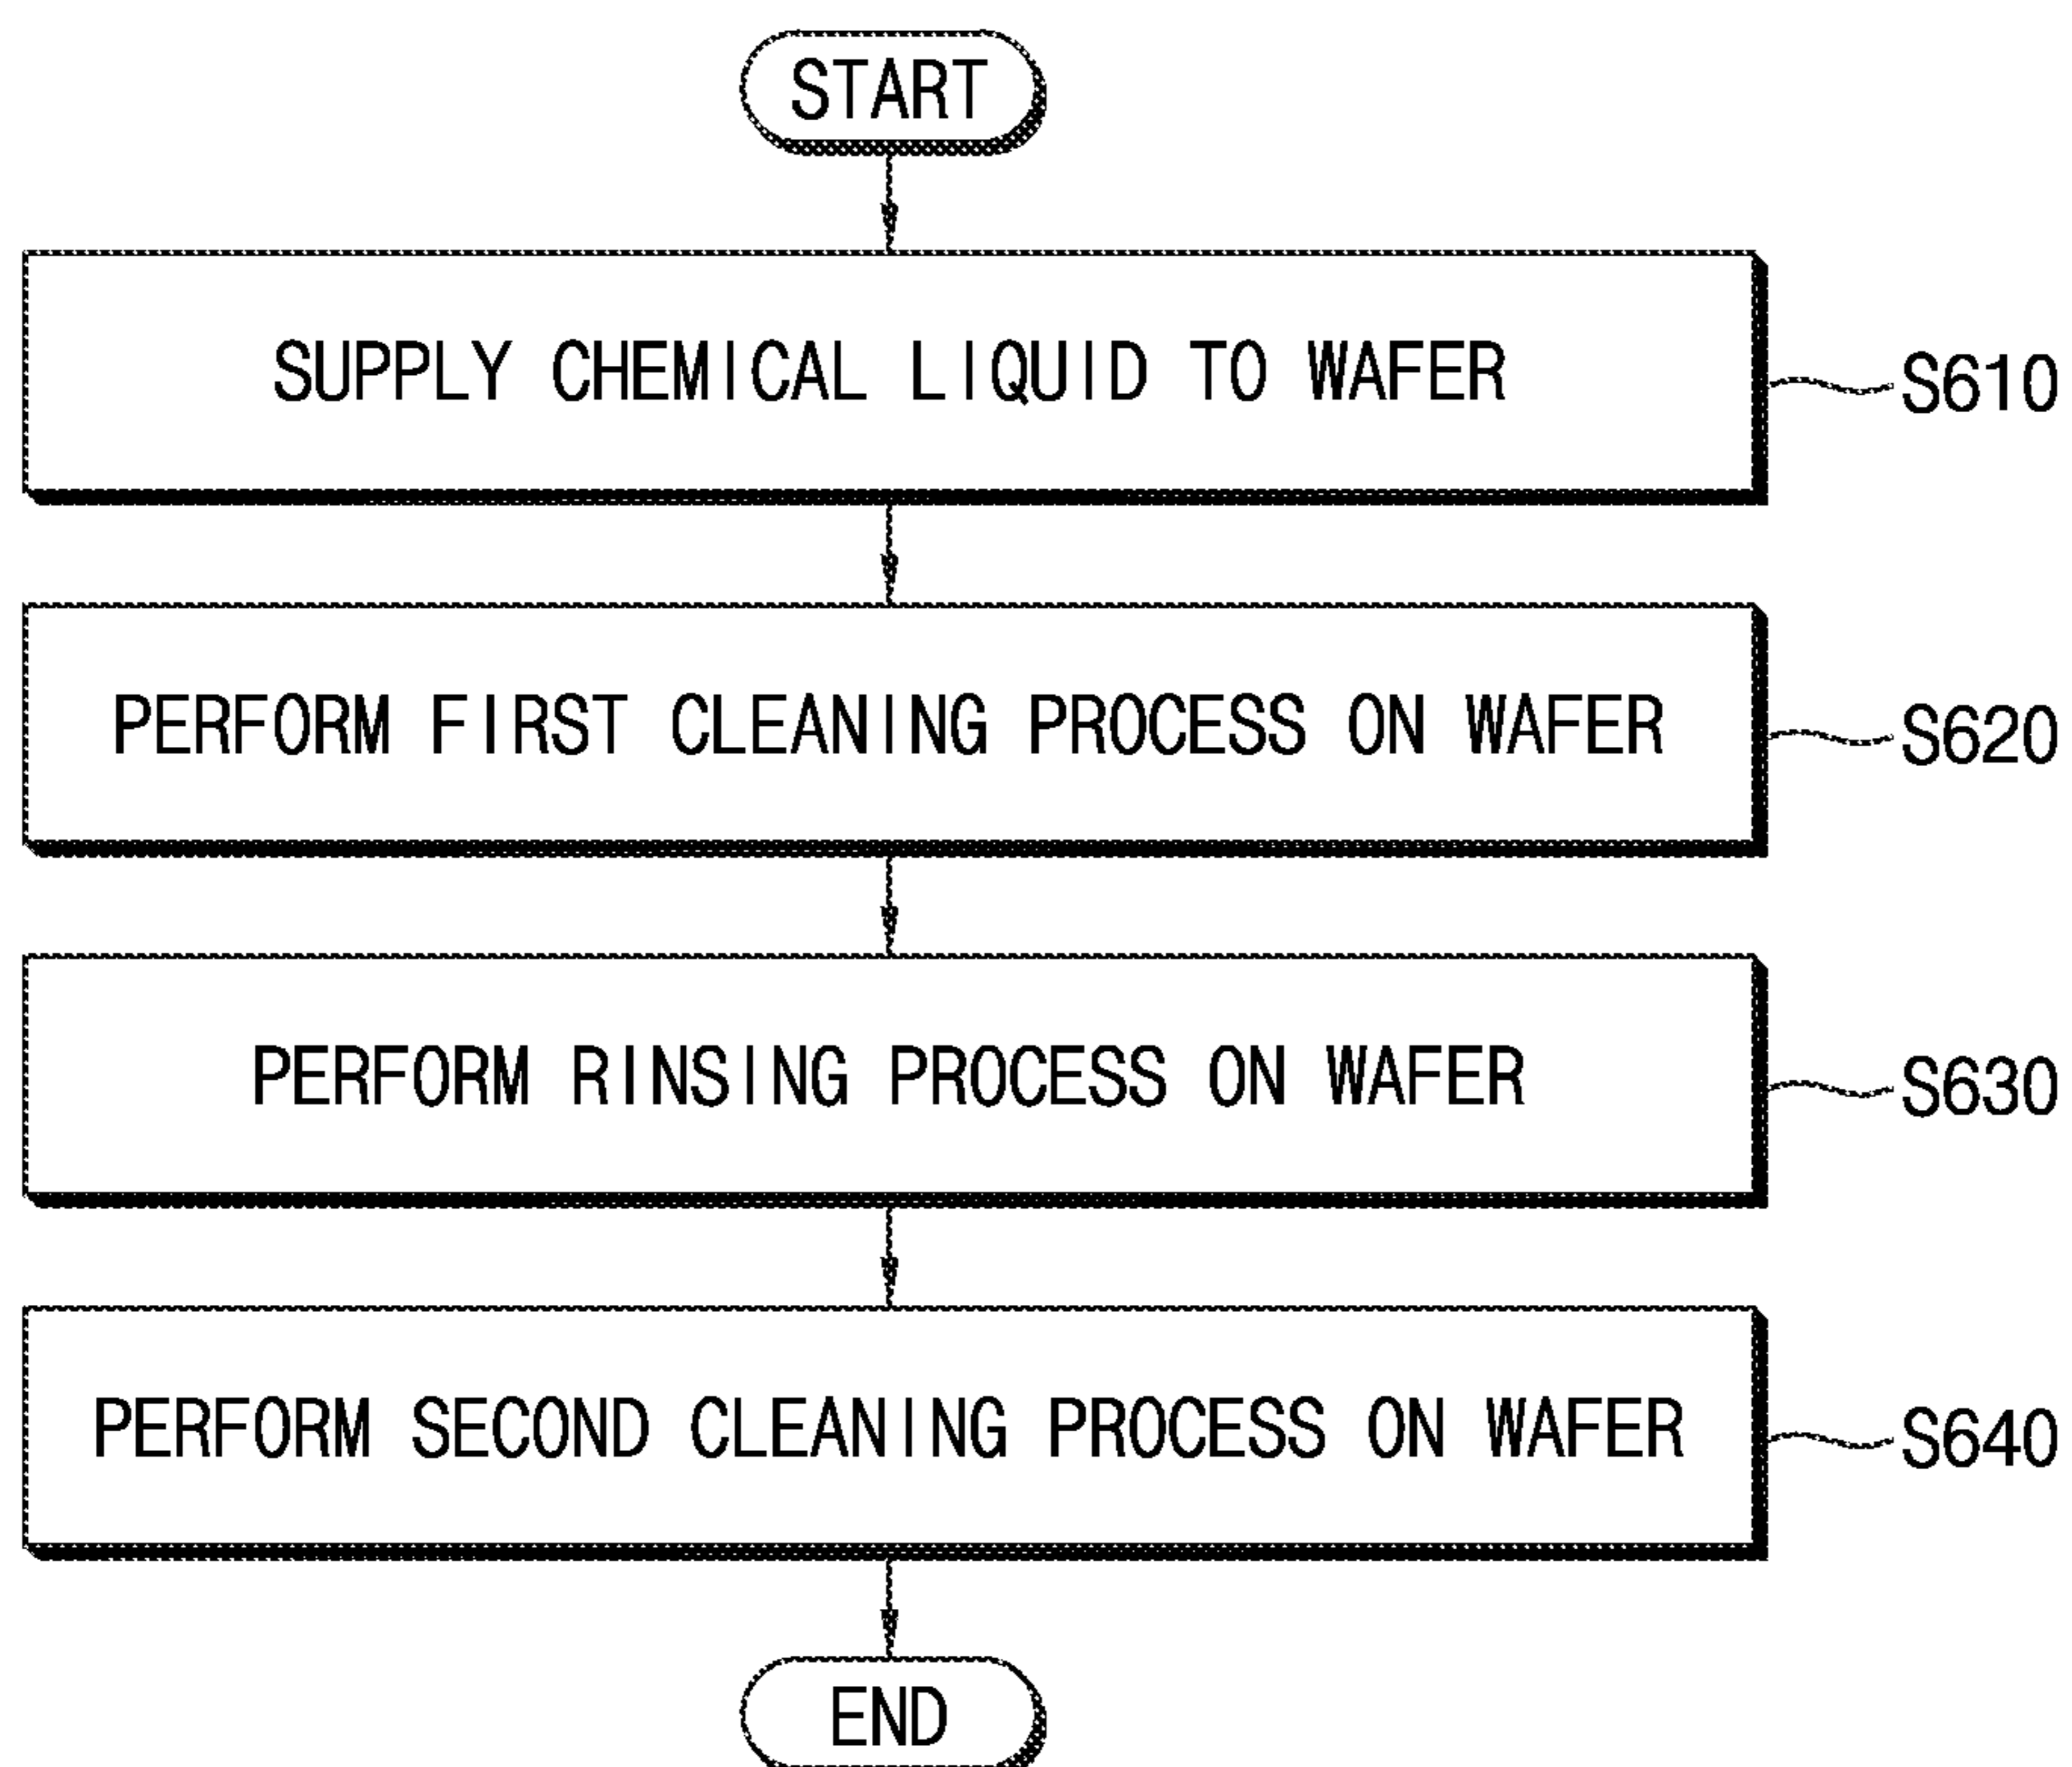 START
SUPPLY CHEMICAL LIQUID TO WAFER
S610
PERFORM FIRST CLEANING PROCESS ON WAFER
S620
PERFORM RINSING PROCESS ON WAFER
S630
PERFORM SECOND CLEANING PROCESS ON WAFER
S640
END